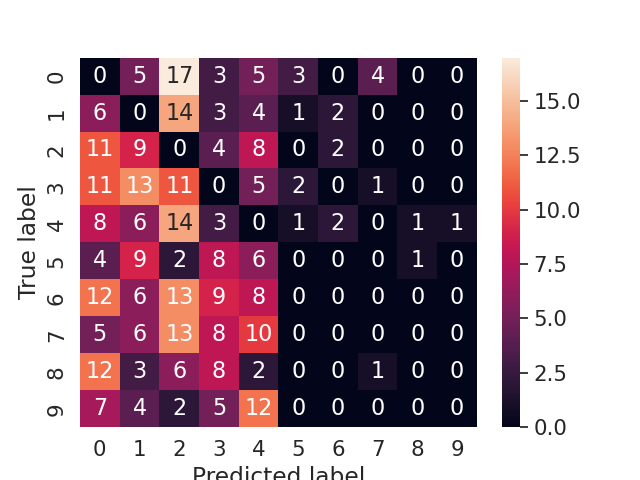 0 0 5 17 3 5 3 0 4 0 0
1 6 0 14 3 4 1 2 0 0 0
2 11 9 0 4 8 0 2 0 0 0
3 11 13 11 0 5 2 0 1 0 0
4 8 6 14 3 0 1 2 0 1 1
5 4 9 2 8 6 0 0 0 1 0
6 12 6 13 9 8 0 0 0 0 0
7 5 6 13 8 10 0 0 0 0 0
8 12 3 6 8 2 0 0 1 0 0
9 7 4 2 5 12 0 0 0 0 0
0 1 2 3 4 5 6 7 8 9
True label
Predicted label
15.0
12.5
10.0
7.5
5.0
2.5
0.0